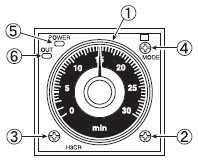 ①
⑤ POWER
⑥ OUT
④ MODE
0 5 10 15 20 25 30
min
③
②
H3CR